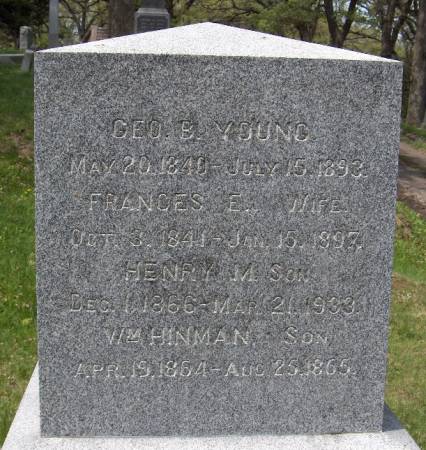 GEO. B. YOUNG.
MAY 20. 1840 - JULY 15. 1893.
FRANCES E., WIFE.
OCT. 3. 1841 - JAN. 15. 1897.
HENRY M. SON
DEC. 1. 1866 - MAR. 21. 1933.
WM HINMAN, SON
APR. 19. 1864 - AUG 25. 1865.